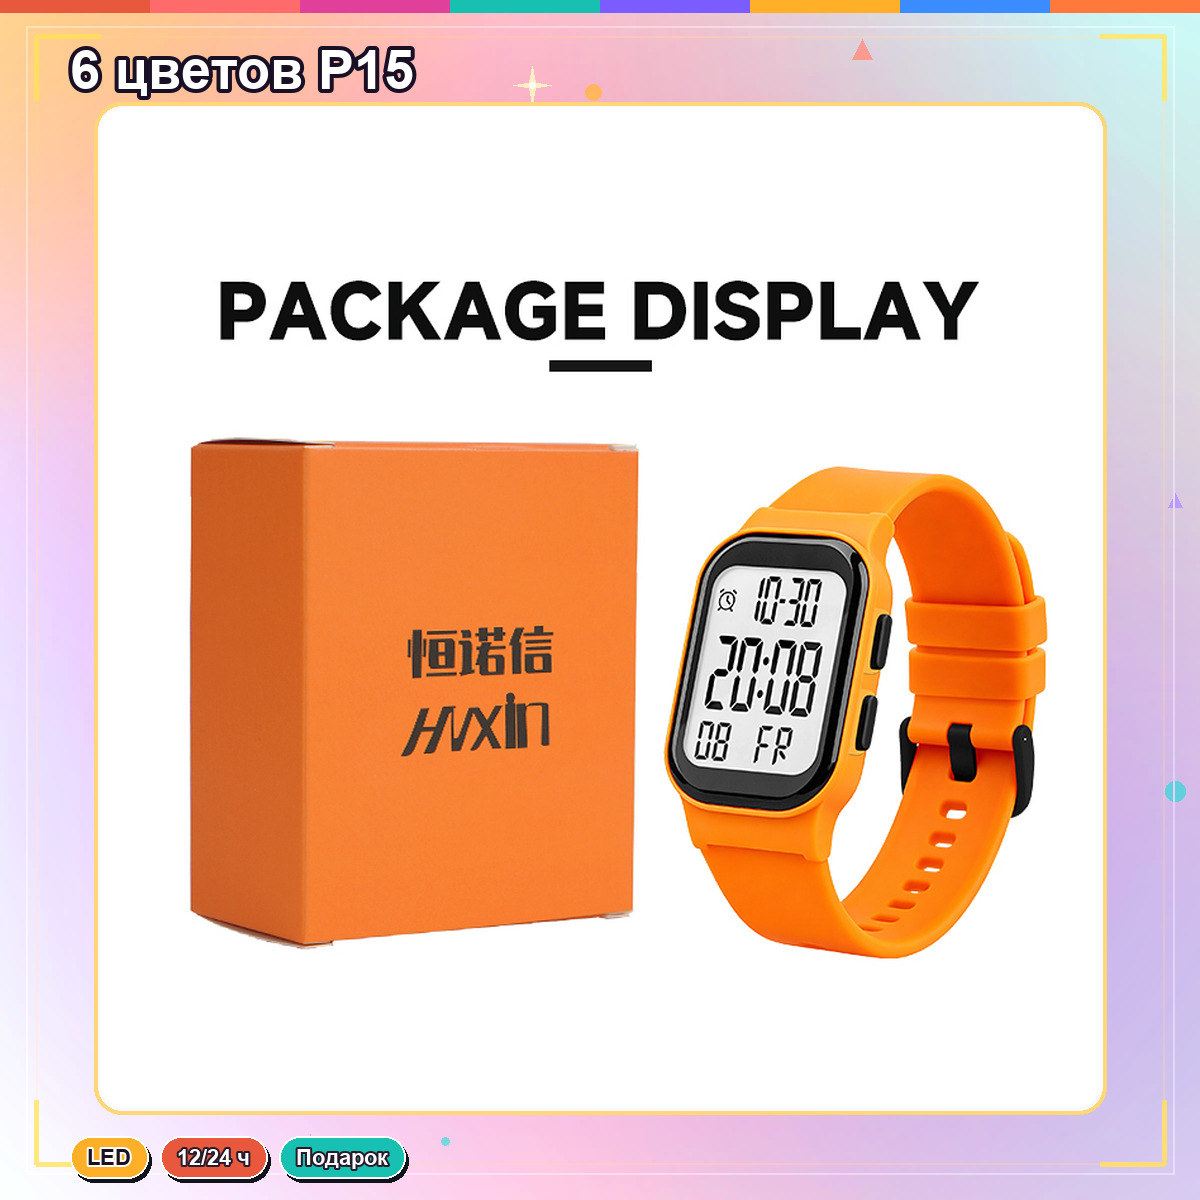 6 цветов P15
PACKAGE DISPLAY
恒诺信
HNXin
10-30
20:08
08 FR
LED
12/24 ч
Подарок